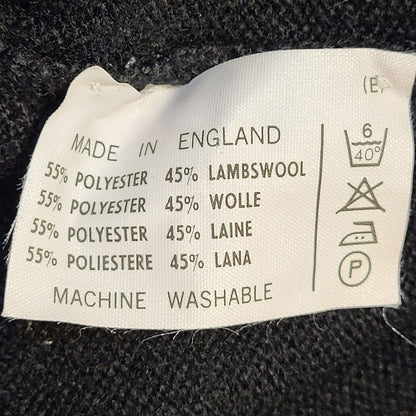 (E)
MADE IN ENGLAND
55% POLYESTER 45% LAMBSWOOL
55% POLYESTER 45% WOLLE
55% POLYESTER 45% LAINE
55% POLIESTERE 45% LANA
MACHINE WASHABLE
6
40°
P